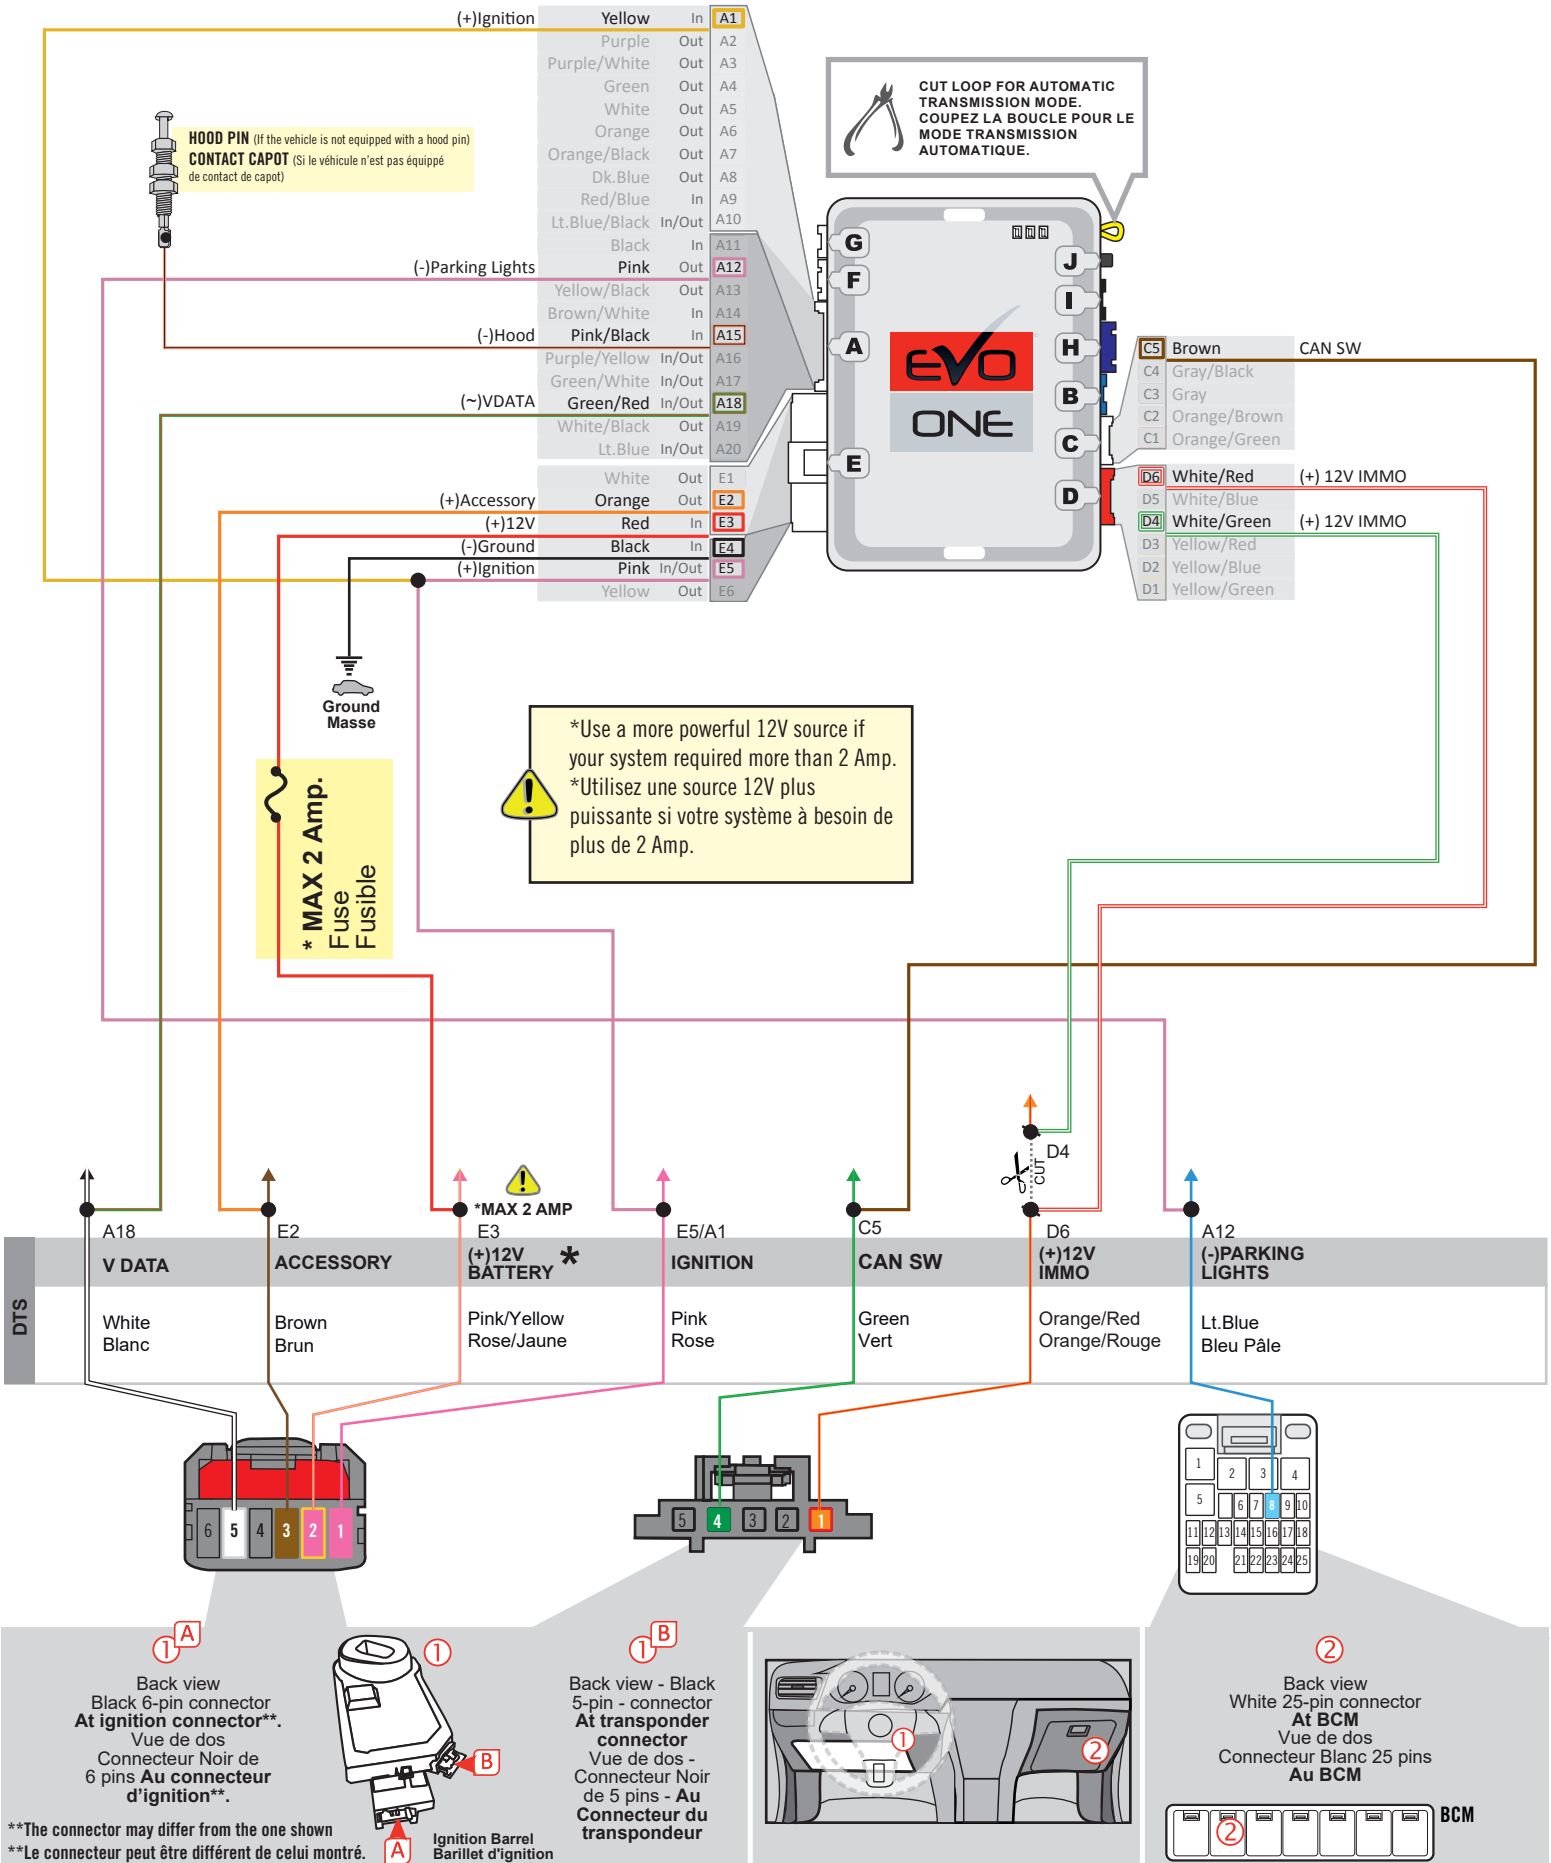 (+)Ignition Yellow In A1
Purple Out A2
Purple/White Out A3
Green Out A4
White Out A5
Orange Out A6
Orange/Black Out A7
Dk.Blue Out A8
Red/Blue In A9
Lt.Blue/Black In/Out A10
Black In A11
(-)Parking Lights Pink Out A12
Yellow/Black Out A13
Brown/White In A14
(-)Hood Pink/Black In A15
Purple/Yellow In/Out A16
Green/White In/Out A17
(~)VDATA Green/Red In/Out A18
White/Black Out A19
Lt.Blue In/Out A20
White Out E1
(+)Accessory Orange Out E2
(+)12V Red In E3
(-)Ground Black In E4
(+)Ignition Pink In/Out E5
Yellow Out E6
HOOD PIN (If the vehicle is not equipped with a hood pin)
CONTACT CAPOT (Si le véhicule n'est pas équippé
de contact de capot)
CUT LOOP FOR AUTOMATIC
TRANSMISSION MODE.
COUPEZ LA BOUCLE POUR LE
MODE TRANSMISSION
AUTOMATIQUE.
G
F
A
E
J
I
H
B
C
D
EVO
ONE
C5 Brown CAN SW
C4 Gray/Black
C3 Gray
C2 Orange/Brown
C1 Orange/Green
D6 White/Red (+) 12V IMMO
D5 White/Blue
D4 White/Green (+) 12V IMMO
D3 Yellow/Red
D2 Yellow/Blue
D1 Yellow/Green
Ground
Masse
* MAX 2 Amp.
Fuse
Fusible
*Use a more powerful 12V source if
your system required more than 2 Amp.
*Utilisez une source 12V plus
puissante si votre système à besoin de
plus de 2 Amp.
D4
CUT
*MAX 2 AMP
A18 E2 E3 E5/A1 C5 D6 A12
DTS
V DATA
ACCESSORY
(+)12V
BATTERY *
IGNITION
CAN SW
(+)12V
IMMO
(-)PARKING
LIGHTS
White
Blanc
Brown
Brun
Pink/Yellow
Rose/Jaune
Pink
Rose
Green
Vert
Orange/Red
Orange/Rouge
Lt.Blue
Bleu Pâle
6 5 4 3 2 1
5 4 3 2 1
1 2 3 4
5 6 7 8 9 10
11 12 13 14 15 16 17 18
19 20 21 22 23 24 25
1 A
Back view
Black 6-pin connector
At ignition connector**.
Vue de dos
Connecteur Noir de
6 pins Au connecteur
d'ignition**.
**The connector may differ from the one shown
**Le connecteur peut être différent de celui montré.
1
B
A
Ignition Barrel
Barillet d'ignition
1 B
Back view - Black
5-pin - connector
At transponder
connector
Vue de dos -
Connecteur Noir
de 5 pins - Au
Connecteur du
transpondeur
1
2
2
Back view
White 25-pin connector
At BCM
Vue de dos
Connecteur Blanc 25 pins
Au BCM
2
BCM